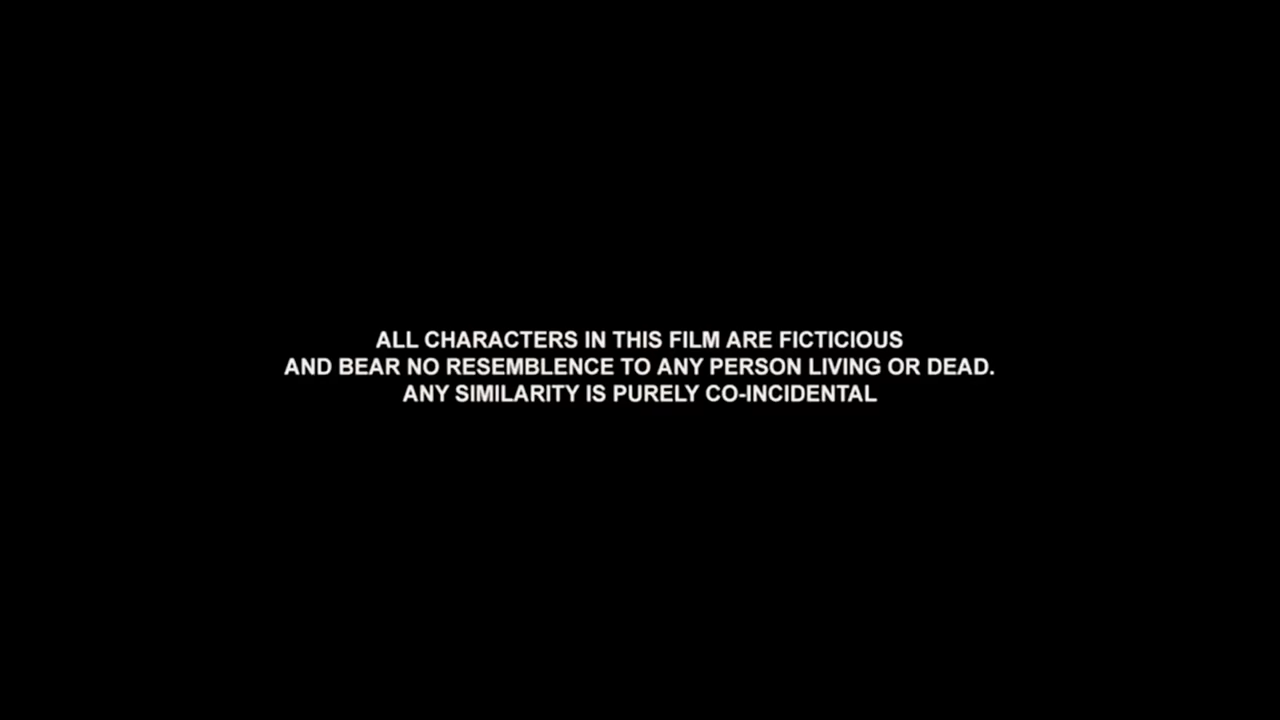 ALL CHARACTERS IN THIS FILM ARE FICTICIOUS
AND BEAR NO RESEMBLENCE TO ANY PERSON LIVING OR DEAD.
ANY SIMILARITY IS PURELY CO-INCIDENTAL